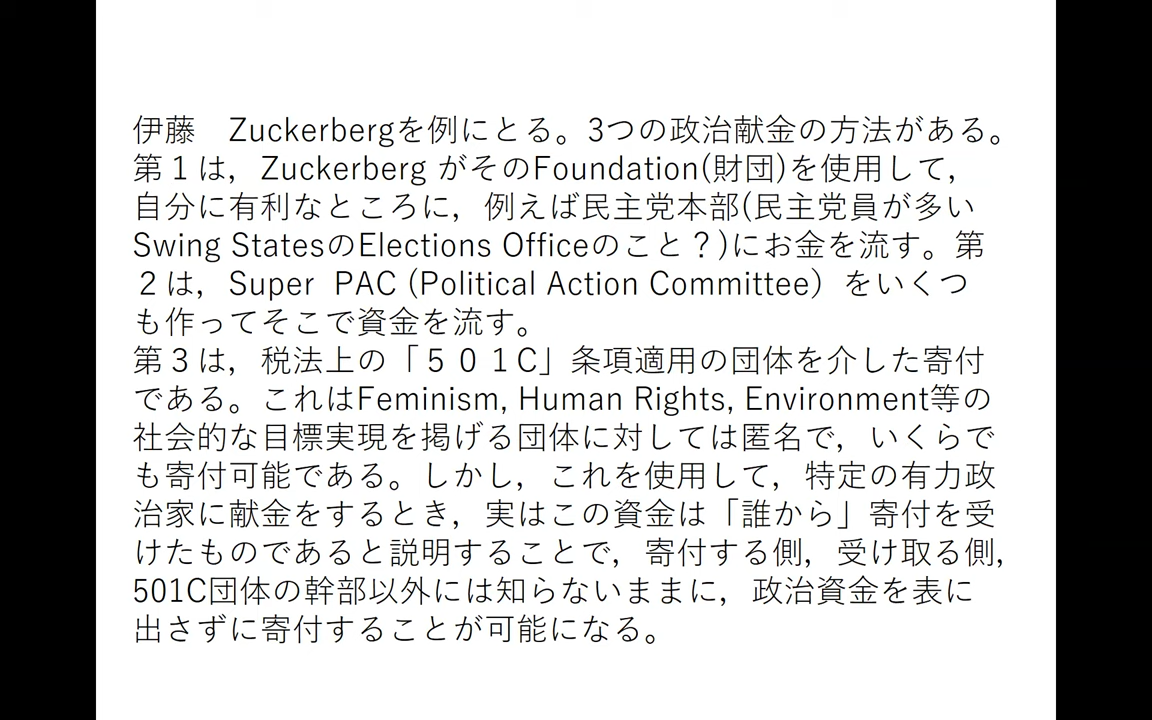 伊藤　Zuckerbergを例にとる。3つの政治献金の方法がある。
第１は，Zuckerberg がそのFoundation(財団)を使用して，
自分に有利なところに，例えば民主党本部(民主党員が多い
Swing StatesのElections Officeのこと？)にお金を流す。第
２は，Super PAC (Political Action Committee）をいくつ
も作ってそこで資金を流す。
第３は，税法上の「５０１C」条項適用の団体を介した寄付
である。これはFeminism, Human Rights, Environment等の
社会的な目標実現を掲げる団体に対しては匿名で，いくらで
も寄付可能である。しかし，これを使用して，特定の有力政
治家に献金をするとき，実はこの資金は「誰から」寄付を受
けたものであると説明することで，寄付する側，受け取る側，
501C団体の幹部以外には知らないままに，政治資金を表に
出さずに寄付することが可能になる。